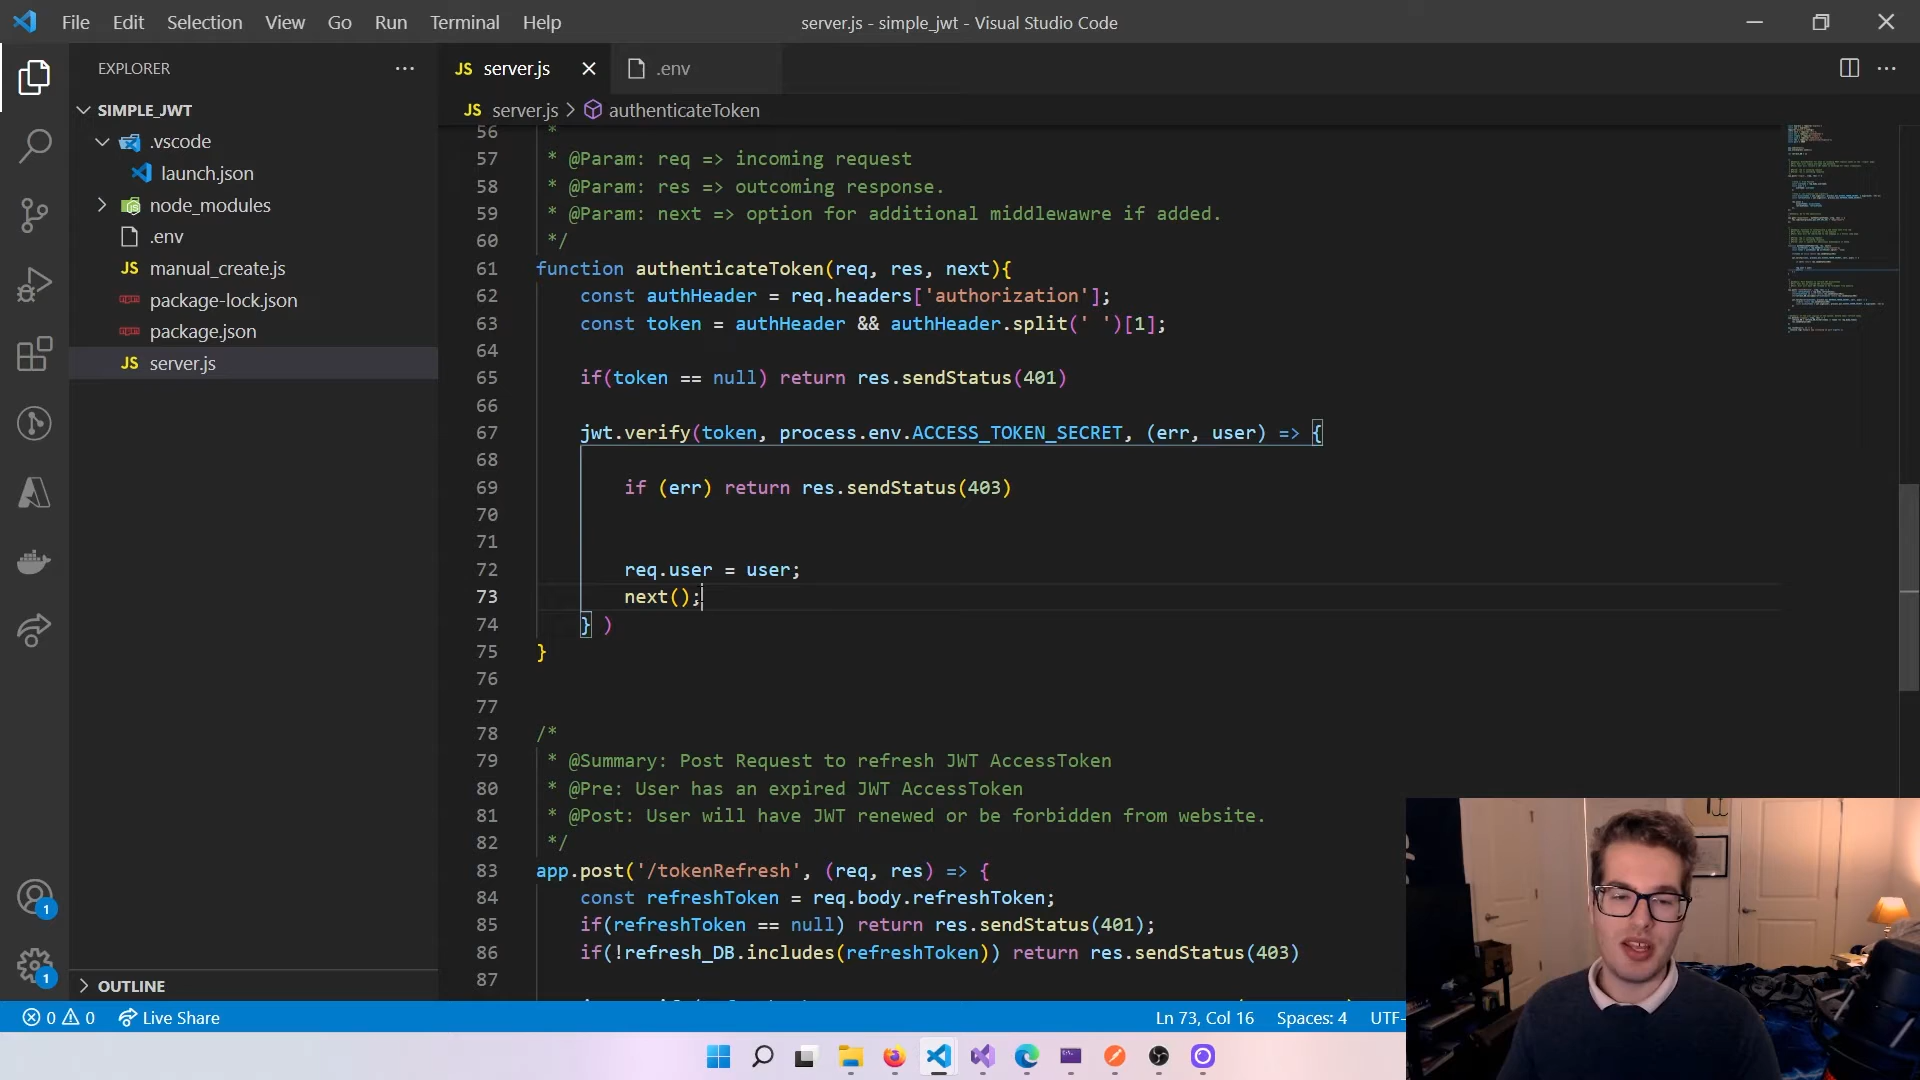 File Edit Selection View Go Run Terminal Help
server.js - simple_jwt - Visual Studio Code
EXPLORER
SIMPLE_JWT
.vscode
launch.json
node_modules
.env
manual_create.js
package-lock.json
package.json
JS server.js
OUTLINE
JS server.js
.env
JS server.js > authenticateToken
56 *
57 * @Param: req => incoming request
58 * @Param: res => outcoming response.
59 * @Param: next => option for additional middlewawre if added.
60 */
61 function authenticateToken(req, res, next){
62 const authHeader = req.headers['authorization'];
63 const token = authHeader && authHeader.split(' ')[1];
64
65 if(token == null) return res.sendStatus(401)
66
67 jwt.verify(token, process.env.ACCESS_TOKEN_SECRET, (err, user) => {
68
69 if (err) return res.sendStatus(403)
70
71
72 req.user = user;
73 next();
74 } )
75 }
76
77
78 /*
79 * @Summary: Post Request to refresh JWT AccessToken
80 * @Pre: User has an expired JWT AccessToken
81 * @Post: User will have JWT renewed or be forbidden from website.
82 */
83 app.post('/tokenRefresh', (req, res) => {
84 const refreshToken = req.body.refreshToken;
85 if(refreshToken == null) return res.sendStatus(401);
86 if(!refresh_DB.includes(refreshToken)) return res.sendStatus(403)
87
1
1
0 0 Live Share
Ln 73, Col 16 Spaces: 4 UTF-